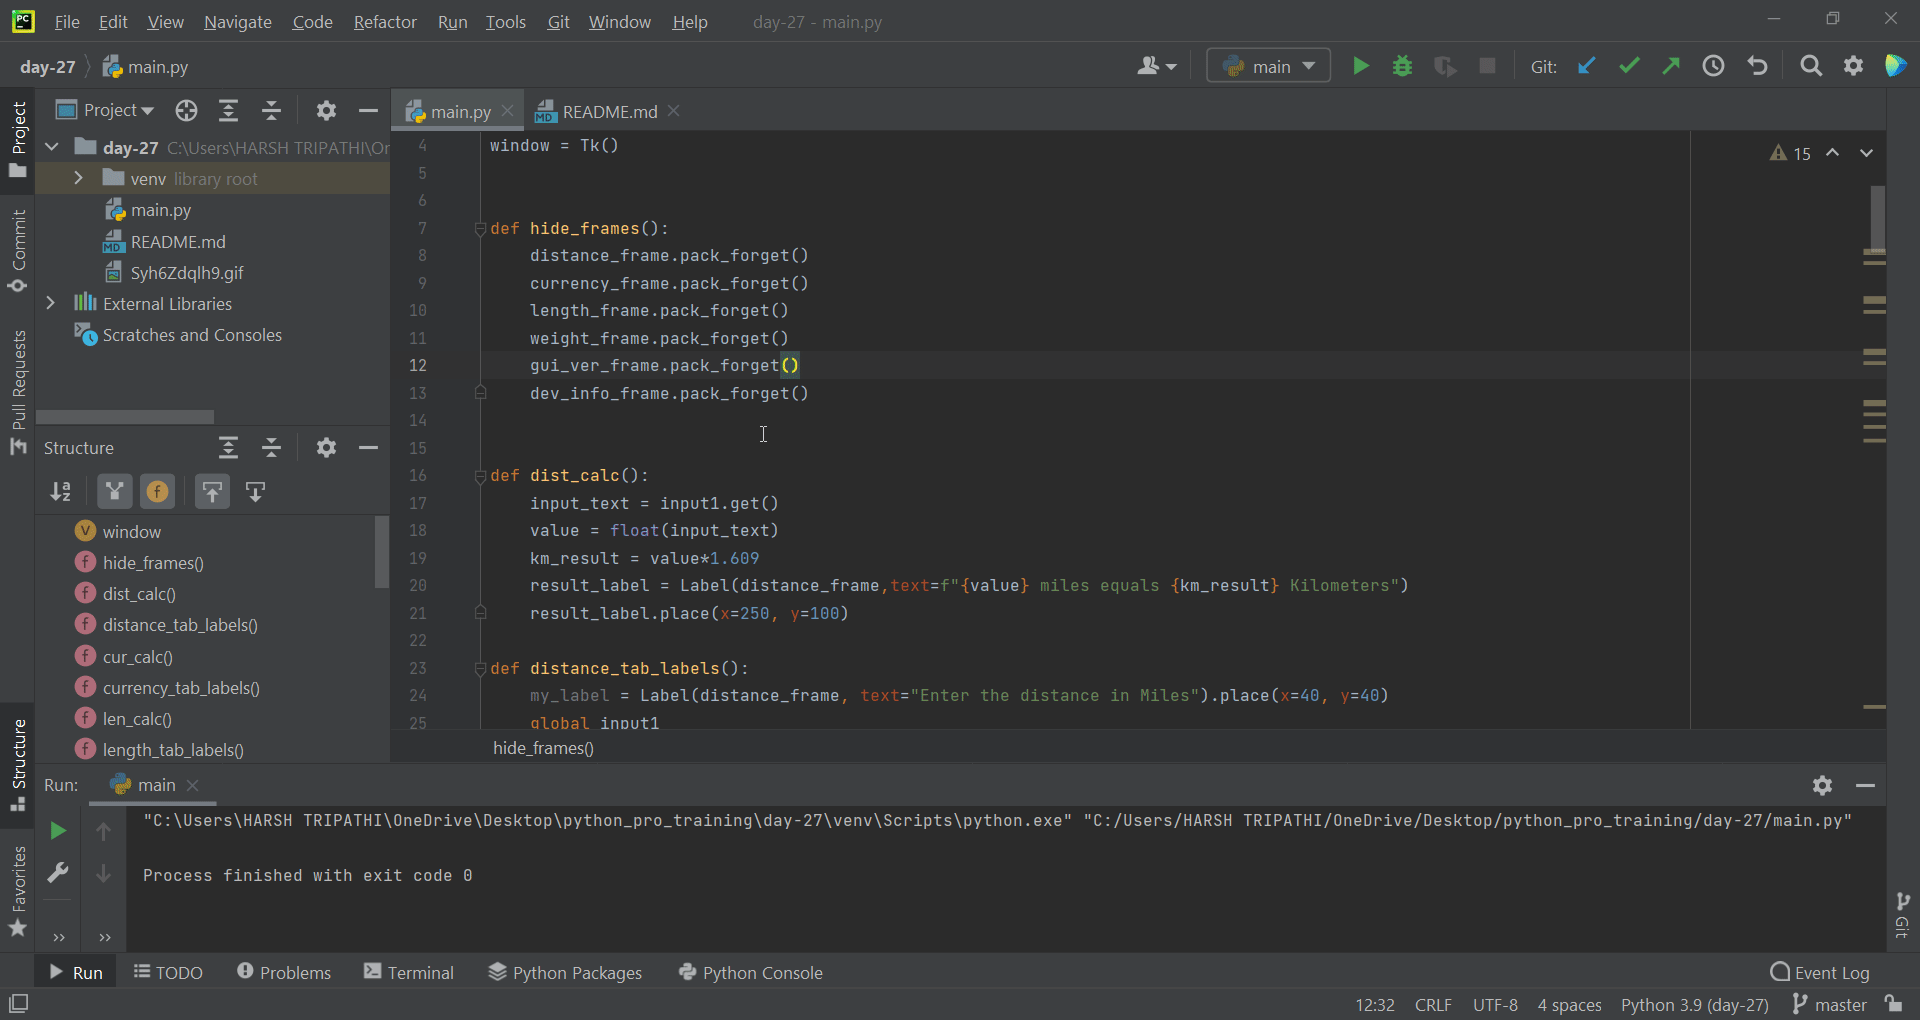 PC File Edit View Navigate Code Refactor Run Tools Git Window Help day-27 - main.py
day-27 main.py main Git:
Project
Commit
Pull Requests
Structure
Favorites
Project
day-27 C:\Users\HARSH TRIPATHI\Or
venv library root
main.py
MD README.md
Syh6Zdqlh9.gif
External Libraries
Scratches and Consoles
Structure
V window
f hide_frames()
f dist_calc()
f distance_tab_labels()
f cur_calc()
f currency_tab_labels()
f len_calc()
f length_tab_labels()
main.py MD README.md
15
4 window = Tk()
5
6
7 def hide_frames():
8 distance_frame.pack_forget()
9 currency_frame.pack_forget()
10 length_frame.pack_forget()
11 weight_frame.pack_forget()
12 gui_ver_frame.pack_forget()
13 dev_info_frame.pack_forget()
14
15
16 def dist_calc():
17 input_text = input1.get()
18 value = float(input_text)
19 km_result = value*1.609
20 result_label = Label(distance_frame,text=f"{value} miles equals {km_result} Kilometers")
21 result_label.place(x=250, y=100)
22
23 def distance_tab_labels():
24 my_label = Label(distance_frame, text="Enter the distance in Miles").place(x=40, y=40)
25 global input1
hide_frames()
Run: main
"C:\Users\HARSH TRIPATHI\OneDrive\Desktop\python_pro_training\day-27\venv\Scripts\python.exe" "C:/Users/HARSH TRIPATHI/OneDrive/Desktop/python_pro_training/day-27/main.py"
Process finished with exit code 0
Git
Run TODO Problems Terminal Python Packages Python Console Event Log
12:32 CRLF UTF-8 4 spaces Python 3.9 (day-27) master